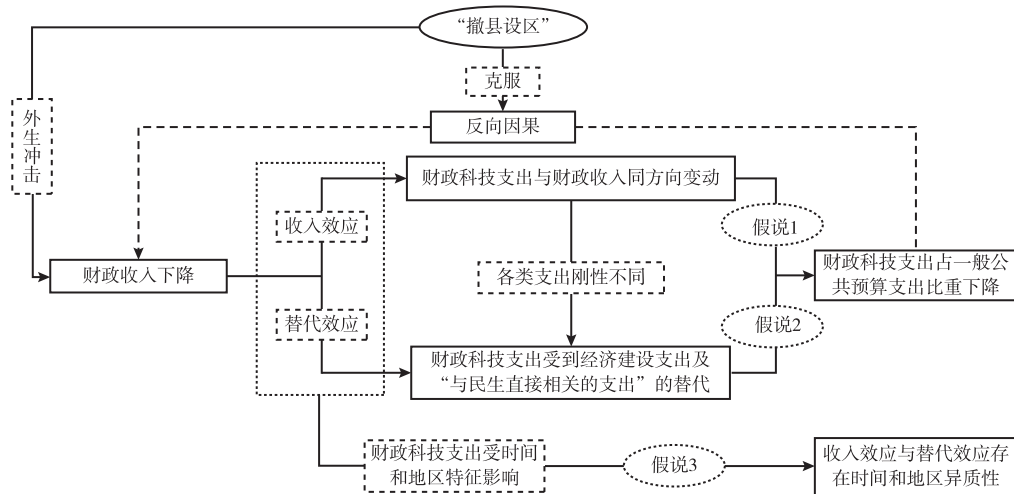 “撤县设区”
克服
外生冲击
反向因果
财政科技支出与财政收入同方向变动
收入效应
假说1
财政收入下降
各类支出刚性不同
财政科技支出占一般公
共预算支出比重下降
替代效应
假说2
财政科技支出受到经济建设支出及
“与民生直接相关的支出”的替代
财政科技支出受时间
和地区特征影响
假说3
收入效应与替代效应存
在时间和地区异质性